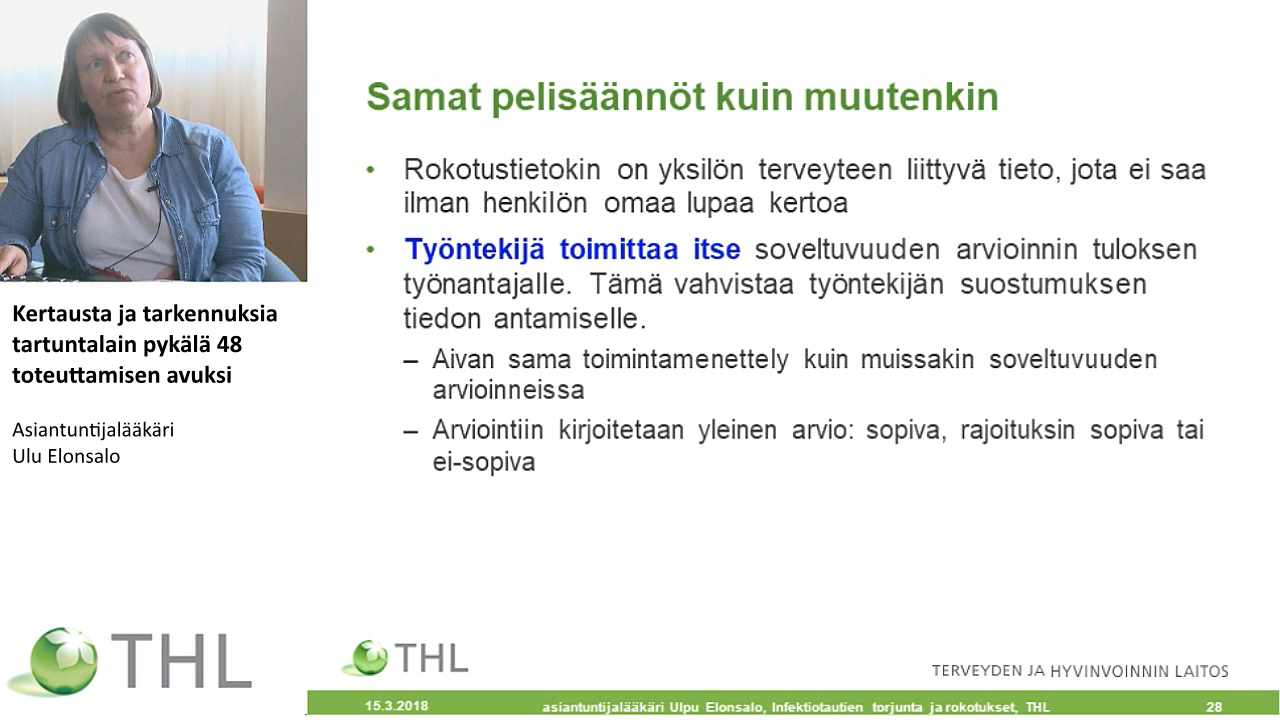 Samat pelisäännöt kuin muutenkin
• Rokotustietokin on yksilön terveyteen liittyvä tieto, jota ei saa
ilman henkilön omaa lupaa kertoa
• Työntekijä toimittaa itse soveltuvuuden arvioinnin tuloksen
työnantajalle. Tämä vahvistaa työntekijän suostumuksen
tiedon antamiselle.
– Aivan sama toimintamenettely kuin muissakin soveltuvuuden
arvioinneissa
– Arviointiin kirjoitetaan yleinen arvio: sopiva, rajoituksin sopiva tai
ei-sopiva
Kertausta ja tarkennuksia
tartuntalain pykälä 48
toteuttamisen avuksi
Asiantuntijalääkäri
Ulu Elonsalo
THL
THL
TERVEYDEN JA HYVINVOINNIN LAITOS
15.3.2018 asiantuntijalääkäri Ulpu Elonsalo, Infektiotautien torjunta ja rokotukset, THL 28